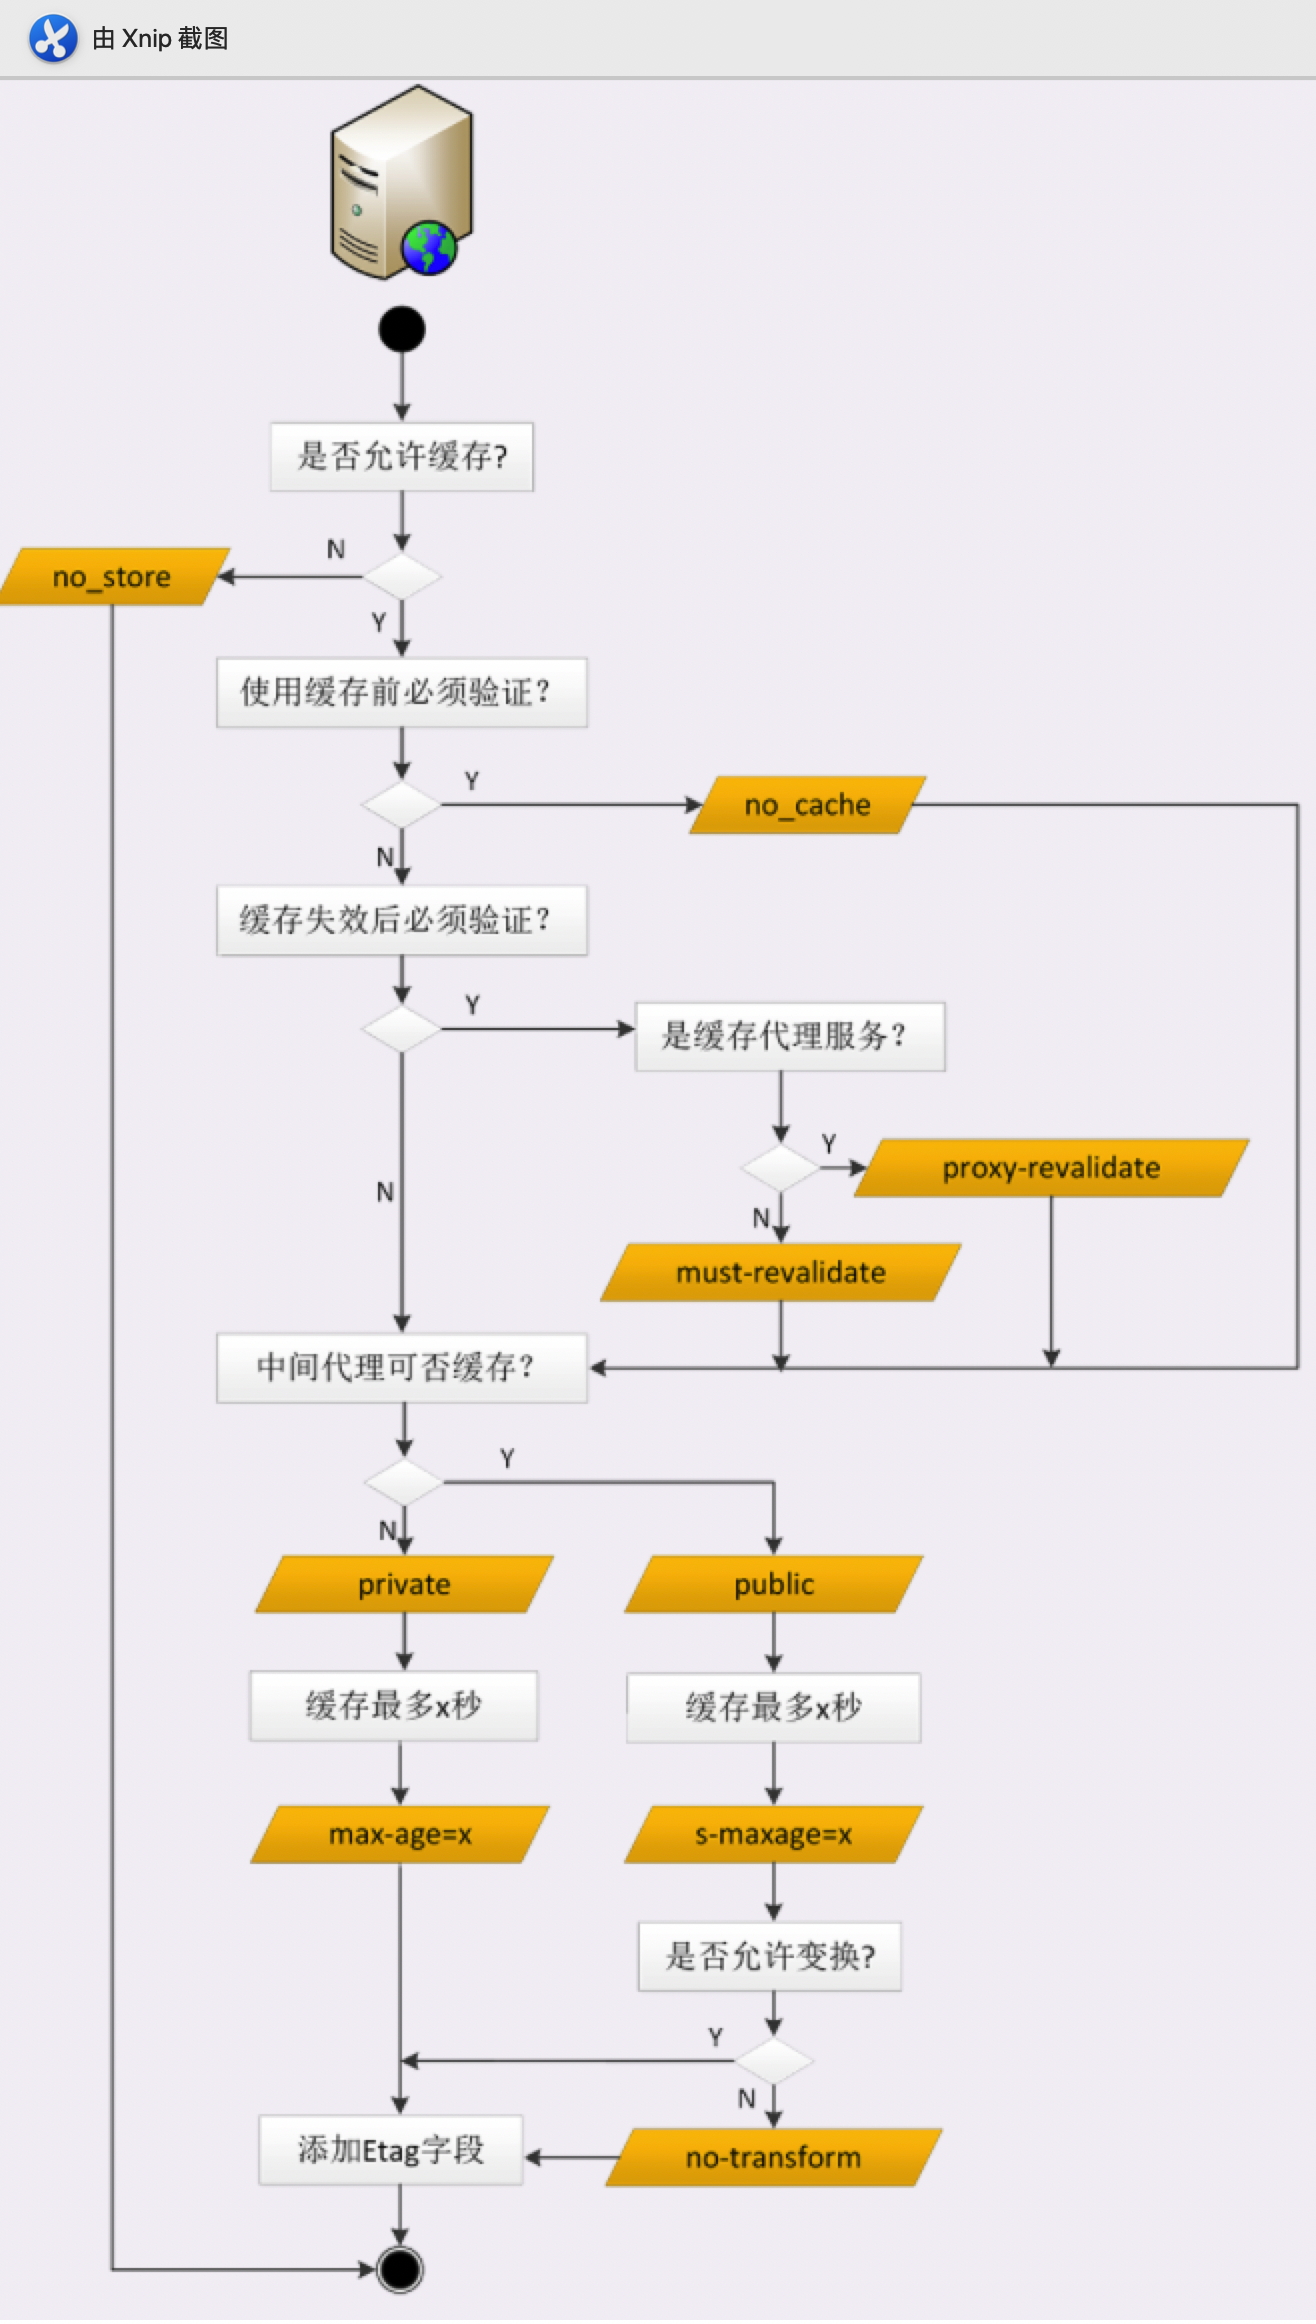 由 Xnip 截图
是否允许缓存?
N
no_store
Y
使用缓存前必须验证?
Y
no_cache
N
缓存失效后必须验证?
Y
是缓存代理服务?
Y
proxy-revalidate
N
N
must-revalidate
中间代理可否缓存?
Y
N
private
public
缓存最多x秒
缓存最多x秒
max-age=x
s-maxage=x
是否允许变换?
Y
N
添加Etag字段
no-transform